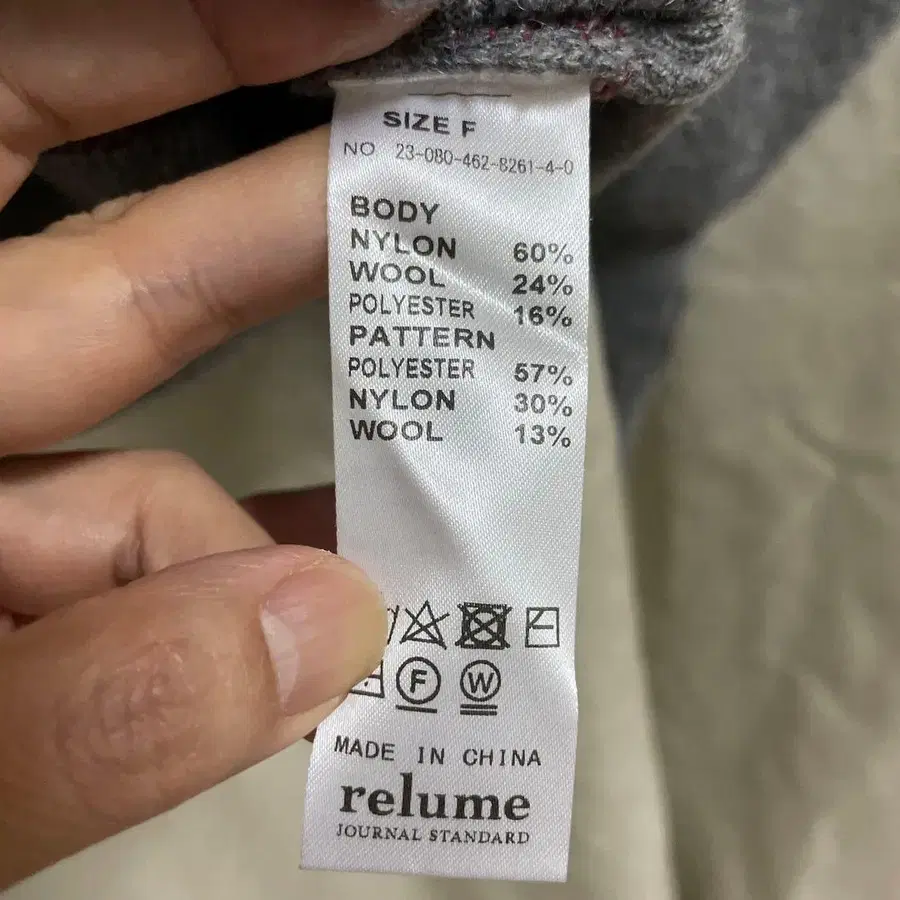 SIZE F
NO 23-080-462-8261-4-0
BODY
NYLON 60%
WOOL 24%
POLYESTER 16%
PATTERN
POLYESTER 57%
NYLON 30%
WOOL 13%
F W
MADE IN CHINA
relume
JOURNAL STANDARD